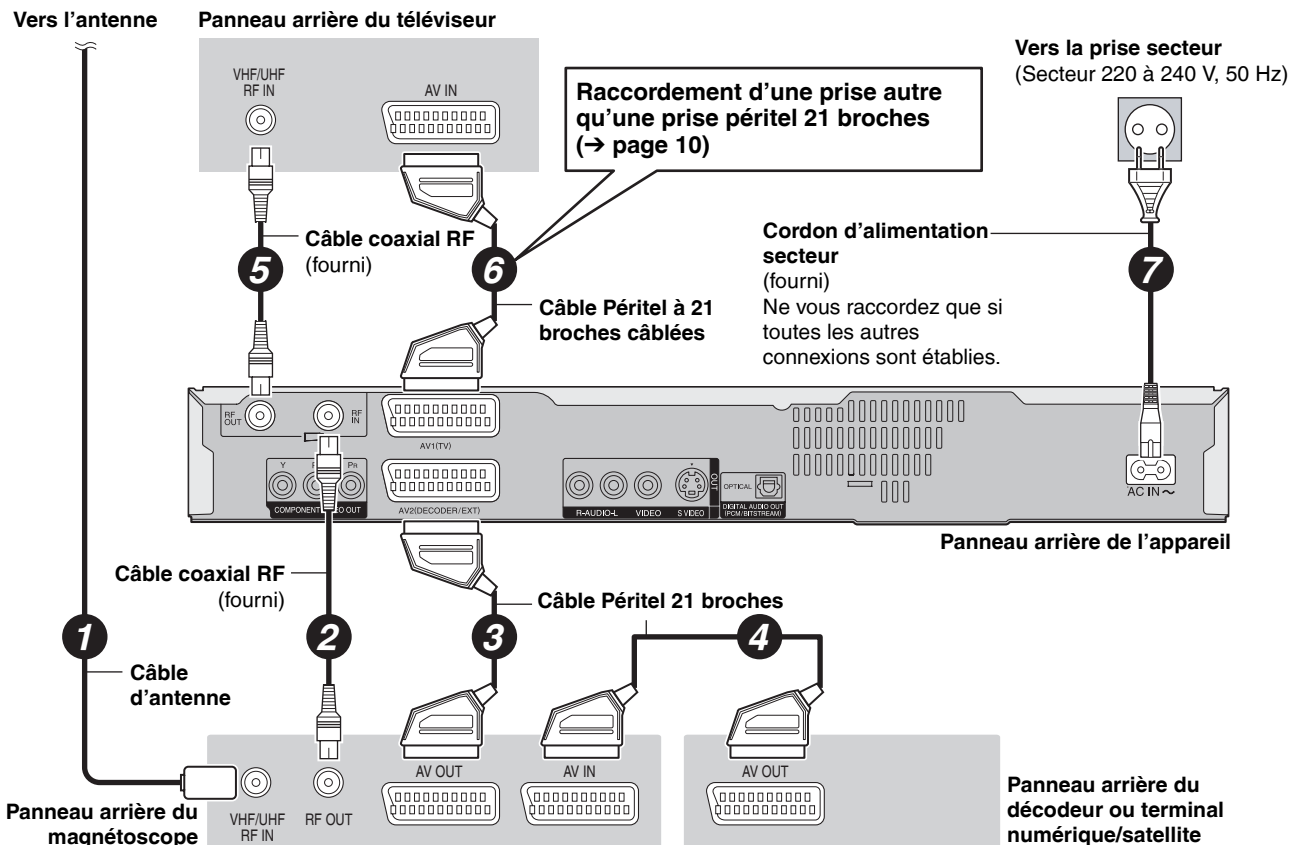 Vers l'antenne
Panneau arrière du téléviseur
VHF/UHF
RF IN
AV IN
Raccordement d'une prise autre
qu'une prise péritel 21 broches
(➔ page 10)
Vers la prise secteur
(Secteur 220 à 240 V, 50 Hz)
Câble coaxial RF
(fourni)
5
6
Câble Péritel à 21
broches câblées
Cordon d'alimentation
secteur
(fourni)
Ne vous raccordez que si
toutes les autres
connexions sont établies.
7
RF
OUT
RF
IN
AV1(TV)
Y
PR
COMPONENT
AV2(DECODER/EXT)
R-AUDIO-L
VIDEO
S VIDEO
OUT
OPTICAL
DIGITAL AUDIO OUT
(PCM/BITSTREAM)
AC IN ~
Panneau arrière de l'appareil
Câble coaxial RF
(fourni)
Câble Péritel 21 broches
1
2
3
4
Câble
d'antenne
Panneau arrière du
magnétoscope
VHF/UHF
RF IN
RF OUT
AV OUT
AV IN
AV OUT
Panneau arrière du
décodeur ou terminal
numérique/satellite